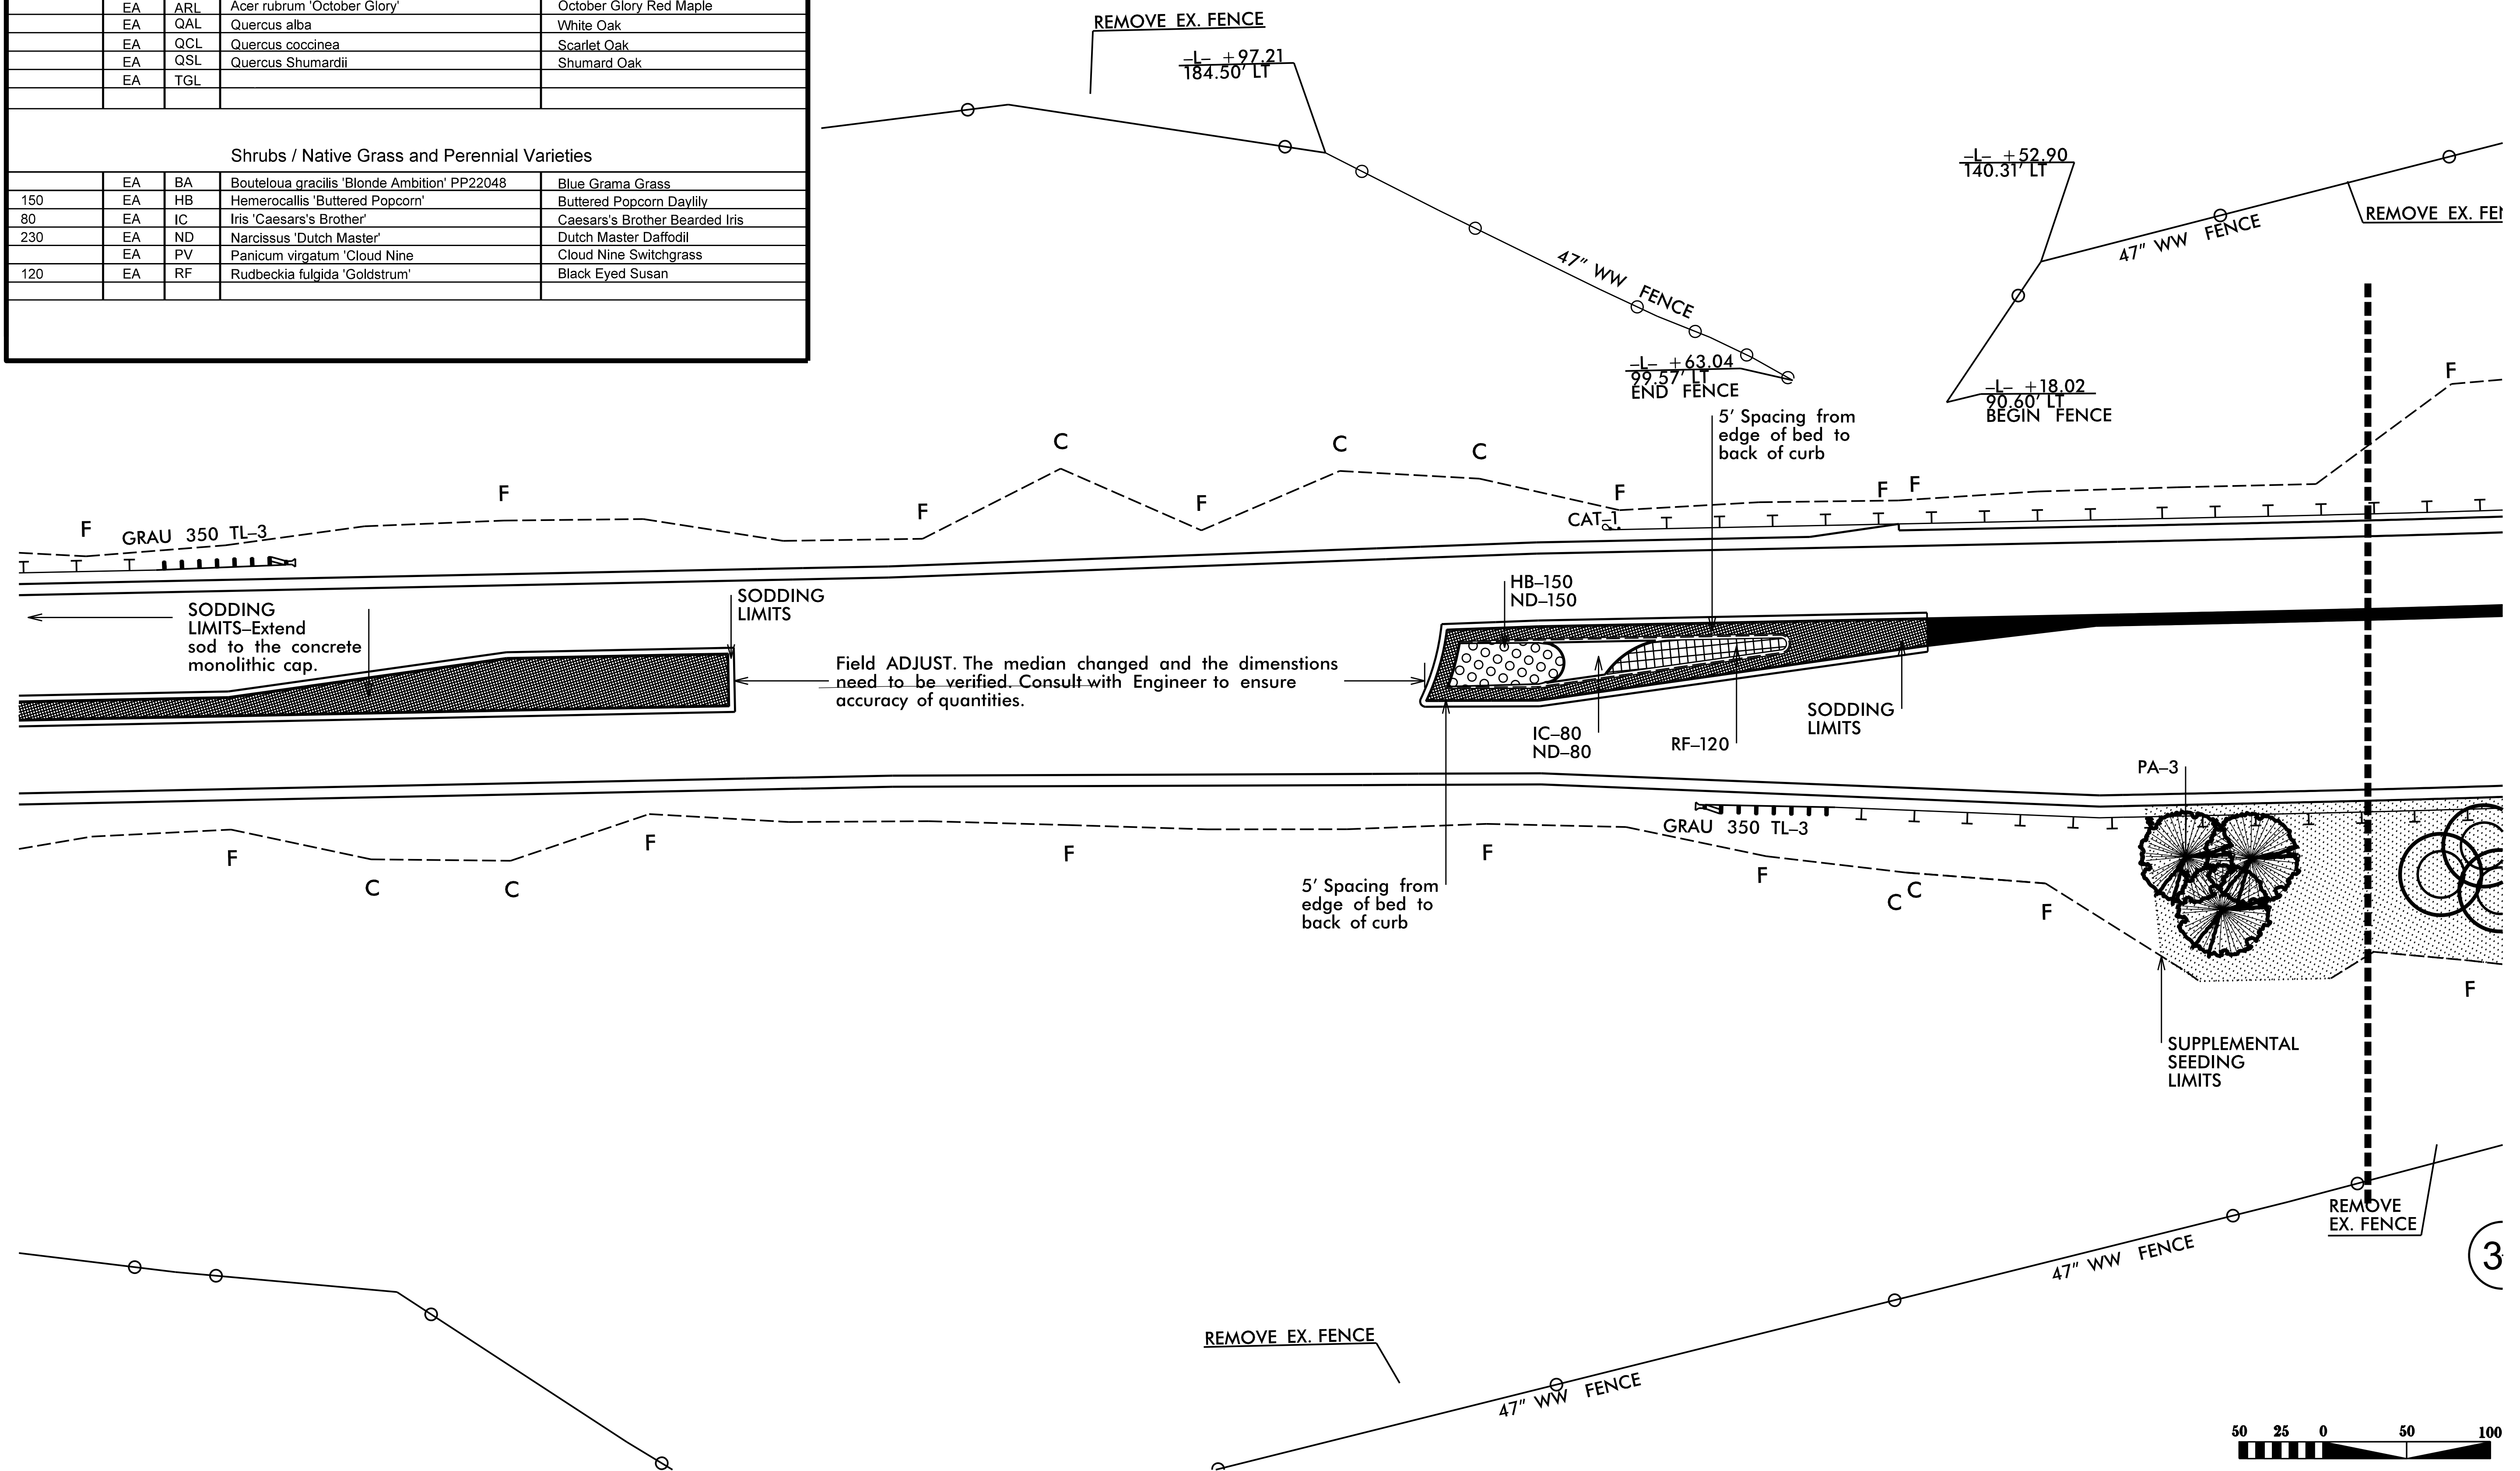 EA ARL Acer rubrum 'October Glory' October Glory Red Maple
EA QAL Quercus alba White Oak
EA QCL Quercus coccinea Scarlet Oak
EA QSL Quercus Shumardii Shumard Oak
EA TGL
Shrubs / Native Grass and Perennial Varieties
EA BA Bouteloua gracilis 'Blonde Ambition' PP22048 Blue Grama Grass
150 EA HB Hemerocallis 'Buttered Popcorn' Buttered Popcorn Daylily
80 EA IC Iris 'Caesars's Brother' Caesars's Brother Bearded Iris
230 EA ND Narcissus 'Dutch Master' Dutch Master Daffodil
EA PV Panicum virgatum 'Cloud Nine Cloud Nine Switchgrass
120 EA RF Rudbeckia fulgida 'Goldstrum' Black Eyed Susan
REMOVE EX. FENCE
-L- +97.21
184.50' LT
-L- +52.90
140.31' LT
REMOVE EX. FEN
47" WW FENCE
47" WW FENCE
-L- +63.04
99.57' LT
END FENCE
-L- +18.02
90.60' LT
BEGIN FENCE
F
5' Spacing from
edge of bed to
back of curb
C
C
C
F
F
F
F
F
F
F
GRAU 350 TL-3
CAT-1
SODDING
LIMITS-Extend
sod to the concrete
monolithic cap.
SODDING
LIMITS
HB-150
ND-150
Field ADJUST. The median changed and the dimenstions
need to be verified. Consult with Engineer to ensure
accuracy of quantities.
IC-80
ND-80
RF-120
SODDING
LIMITS
PA-3
GRAU 350 TL-3
F
C
C
F
F
F
F
C
C
F
F
5' Spacing from
edge of bed to
back of curb
SUPPLEMENTAL
SEEDING
LIMITS
REMOVE
EX. FENCE
3
47" WW FENCE
REMOVE EX. FENCE
47" WW FENCE
50 25 0 50 100